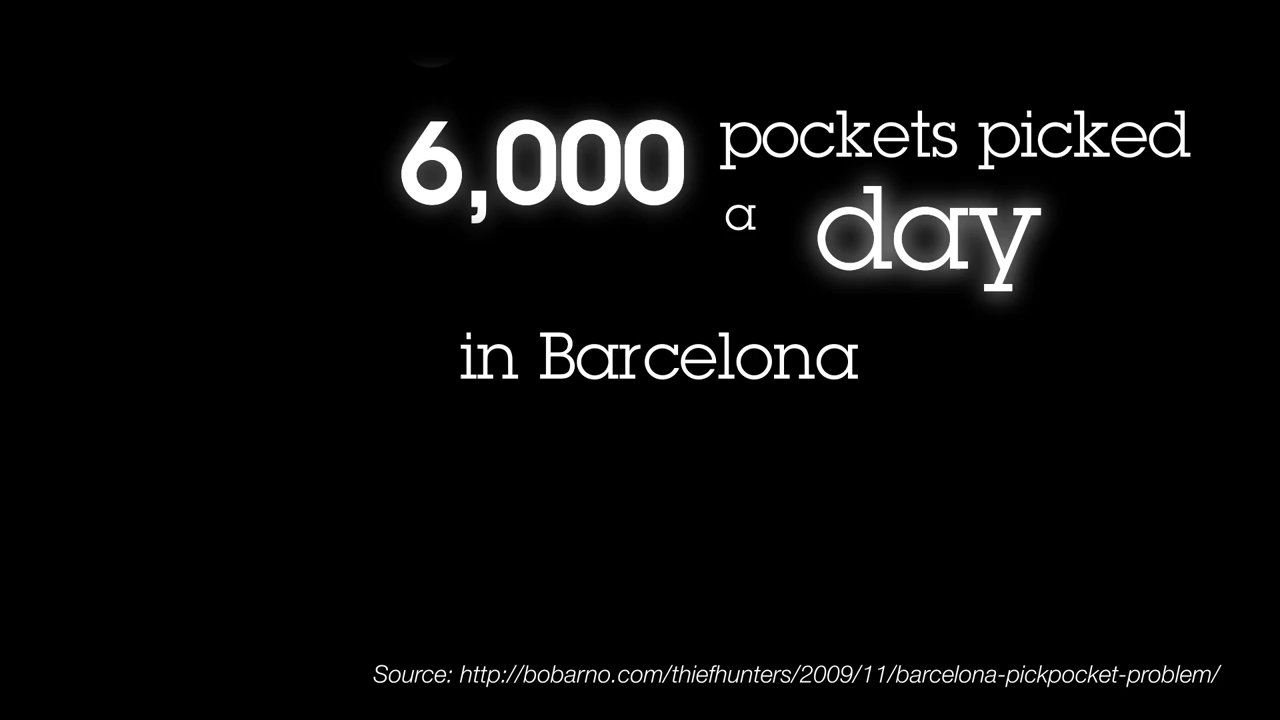 6,000 pockets picked
a day
in Barcelona
Source: http://bobarno.com/thiefhunters/2009/11/barcelona-pickpocket-problem/